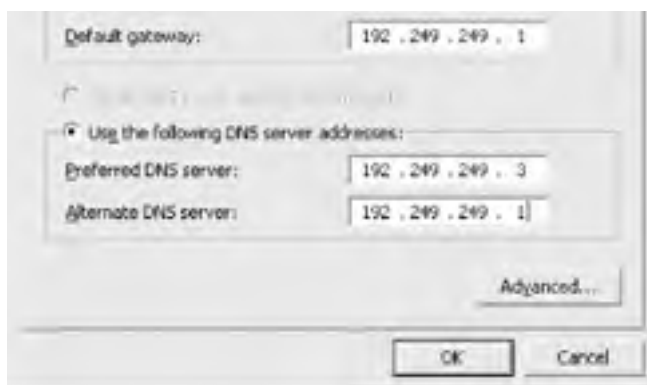 Default gateway: 192 . 249 . 249 . 1
Use the following DNS server addresses:
Preferred DNS server: 192 . 249 . 249 . 3
Alternate DNS server: 192 . 249 . 249 . 1
Advanced...
OK Cancel